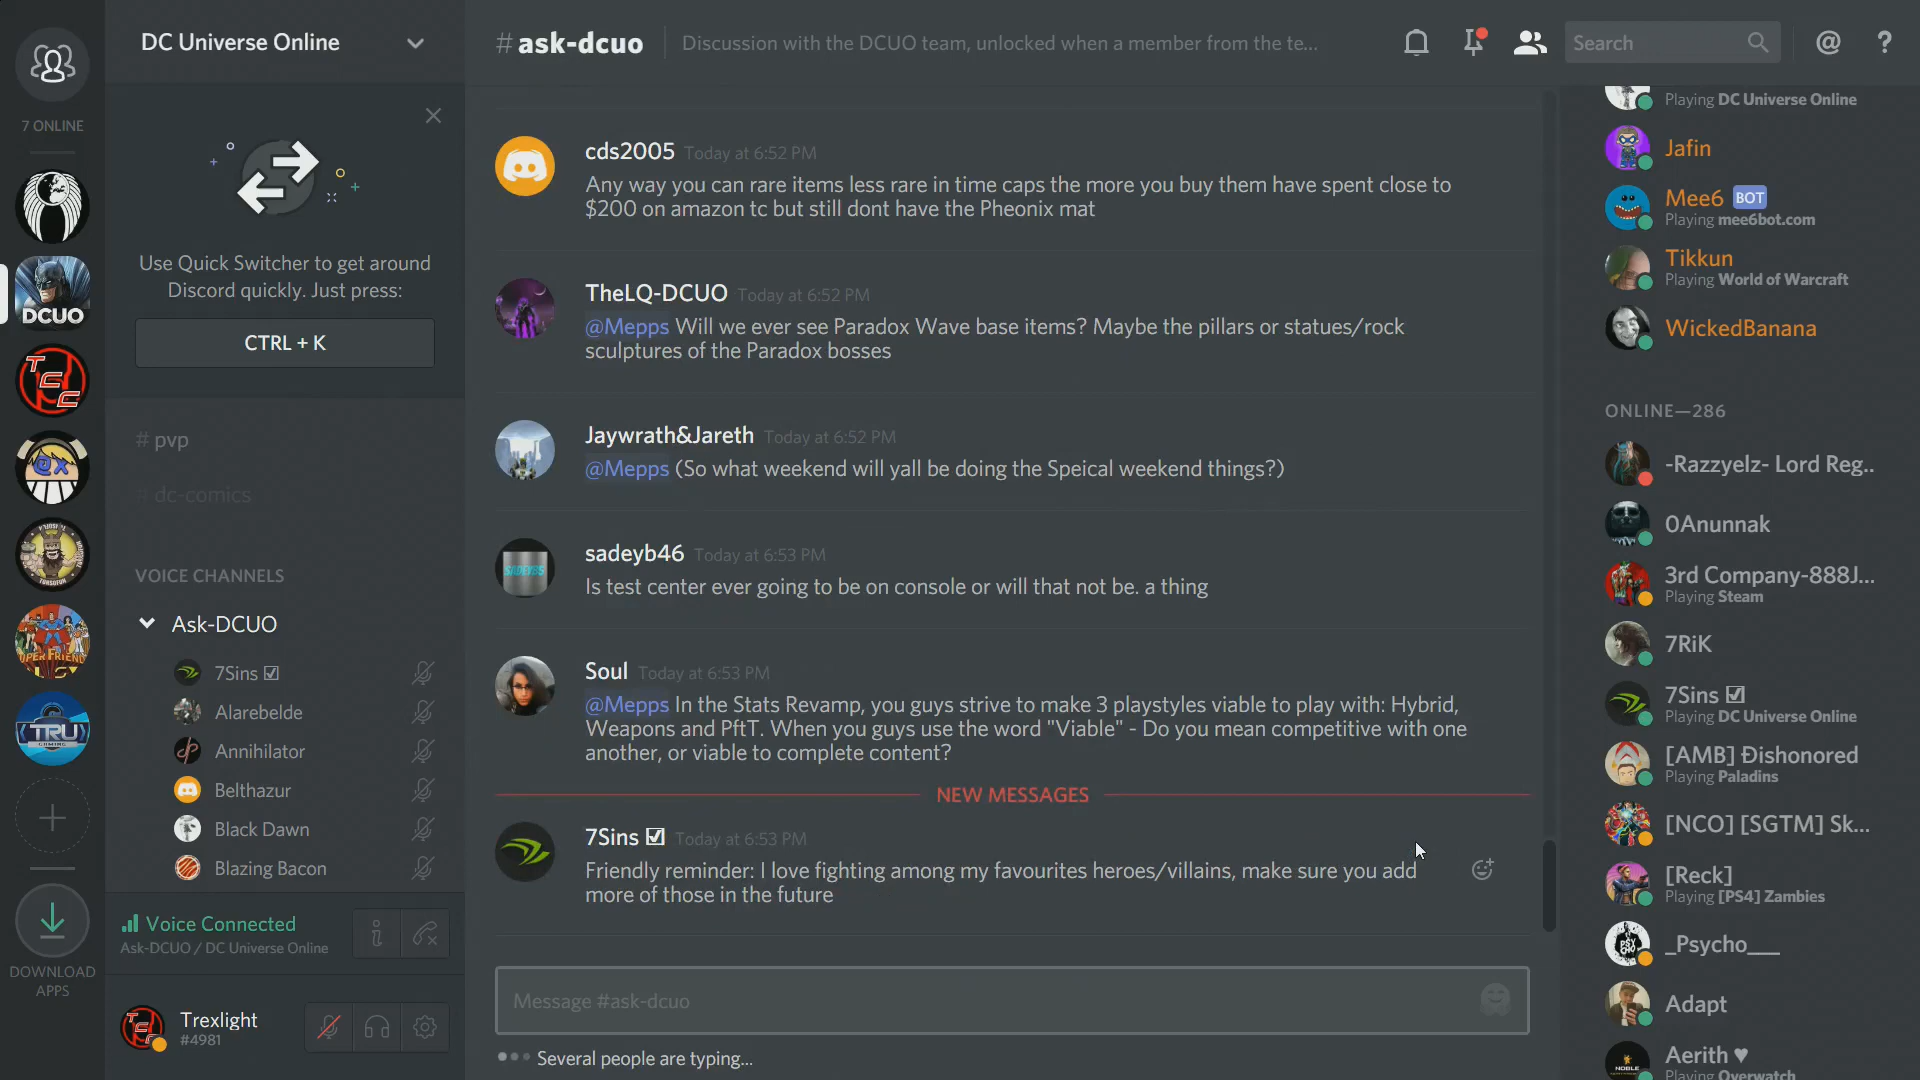 7 ONLINE
DCUO
DOWNLOAD
APPS
DC Universe Online
Use Quick Switcher to get around
Discord quickly. Just press:
CTRL + K
# pvp
# dc-comics
VOICE CHANNELS
Ask-DCUO
7Sins ☑
Alarebelde
Annihilator
Belthazur
Black Dawn
Blazing Bacon
Voice Connected
Ask-DCUO / DC Universe Online
Trexlight
#4981
# ask-dcuo
Discussion with the DCUO team, unlocked when a member from the te...
Search
@
?
cds2005 Today at 6:52 PM
Any way you can rare items less rare in time caps the more you buy them have spent close to
$200 on amazon tc but still dont have the Pheonix mat
TheLQ-DCUO Today at 6:52 PM
@Mepps Will we ever see Paradox Wave base items? Maybe the pillars or statues/rock
sculptures of the Paradox bosses
Jaywrath&Jareth Today at 6:52 PM
@Mepps (So what weekend will yall be doing the Speical weekend things?)
sadeyb46 Today at 6:53 PM
Is test center ever going to be on console or will that not be. a thing
Soul Today at 6:53 PM
@Mepps In the Stats Revamp, you guys strive to make 3 playstyles viable to play with: Hybrid,
Weapons and PftT. When you guys use the word "Viable" - Do you mean competitive with one
another, or viable to complete content?
NEW MESSAGES
7Sins ☑ Today at 6:53 PM
Friendly reminder: I love fighting among my favourites heroes/villains, make sure you add
more of those in the future
Message #ask-dcuo
Several people are typing...
Playing DC Universe Online
Jafin
Mee6 BOT
Playing mee6bot.com
Tikkun
Playing World of Warcraft
WickedBanana
ONLINE—286
-Razzyelz- Lord Reg..
0Anunnak
3rd Company-888J...
Playing Steam
7RiK
7Sins ☑
Playing DC Universe Online
[AMB] Đishonored
Playing Paladins
[NCO] [SGTM] Sk...
[Reck]
Playing [PS4] Zambies
_Psycho___
Adapt
Aerith ♥
Playing Overwatch